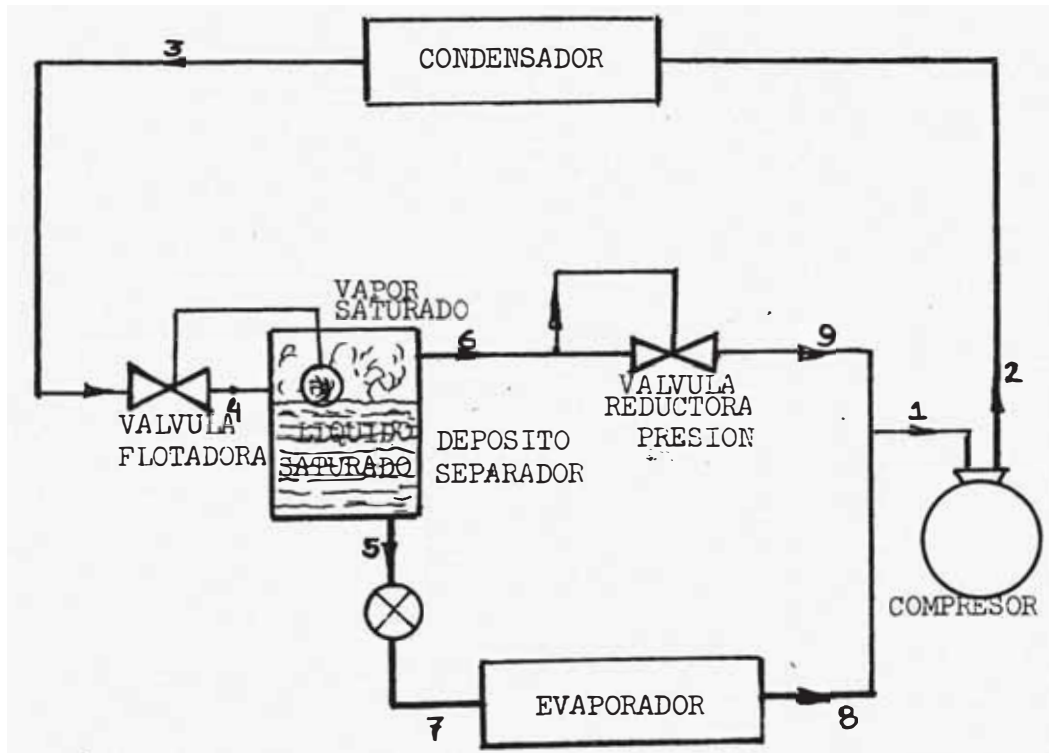 3
CONDENSADOR
VAPOR
SATURADO
6
9
2
4
VALVULA
FLOTADORA
LIQUIDO
SATURADO
DEPOSITO
SEPARADOR
VALVULA
REDUCTORA
PRESION
1
5
COMPRESOR
EVAPORADOR
7
8